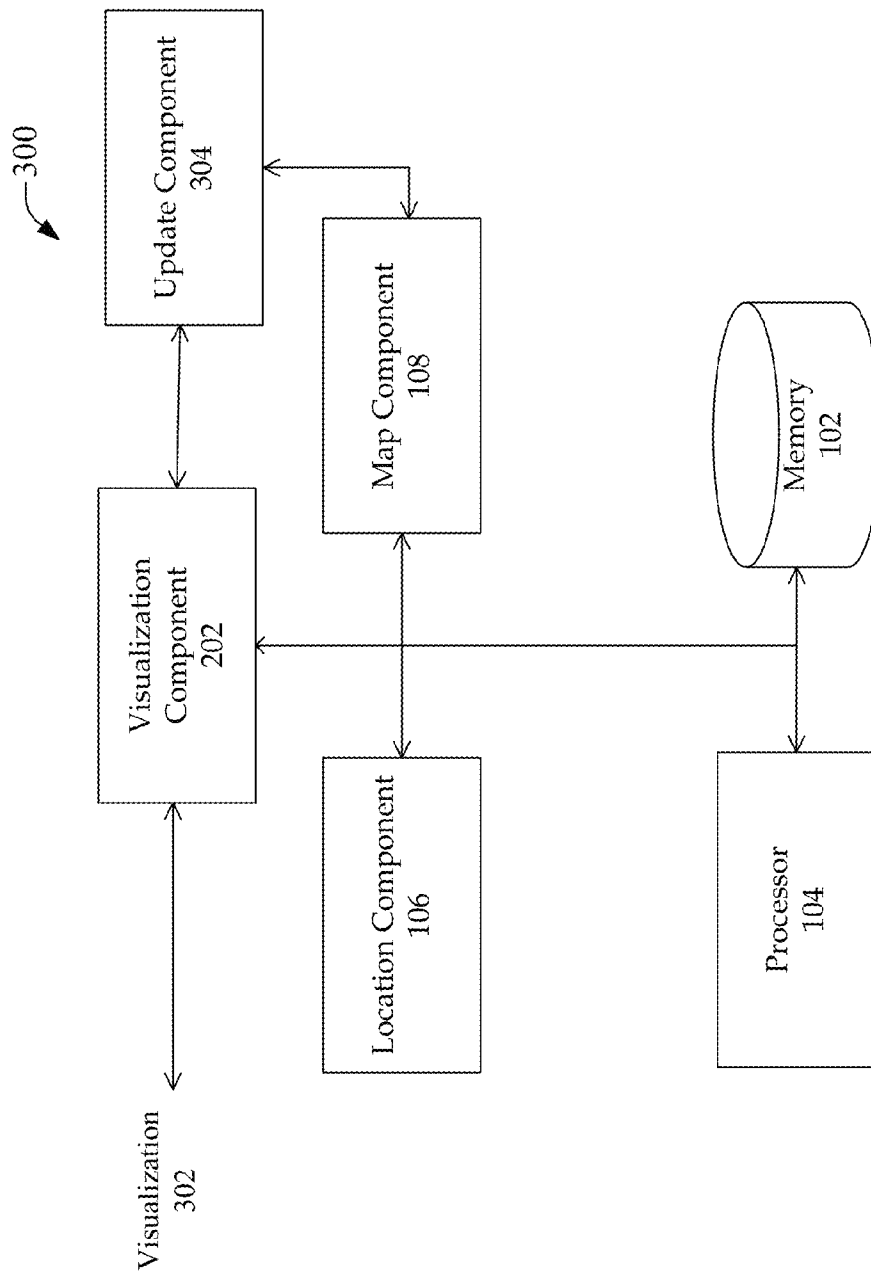 300
Visualization
302
Visualization
Component
202
Update Component
304
Location Component
106
Map Component
108
Processor
104
Memory
102